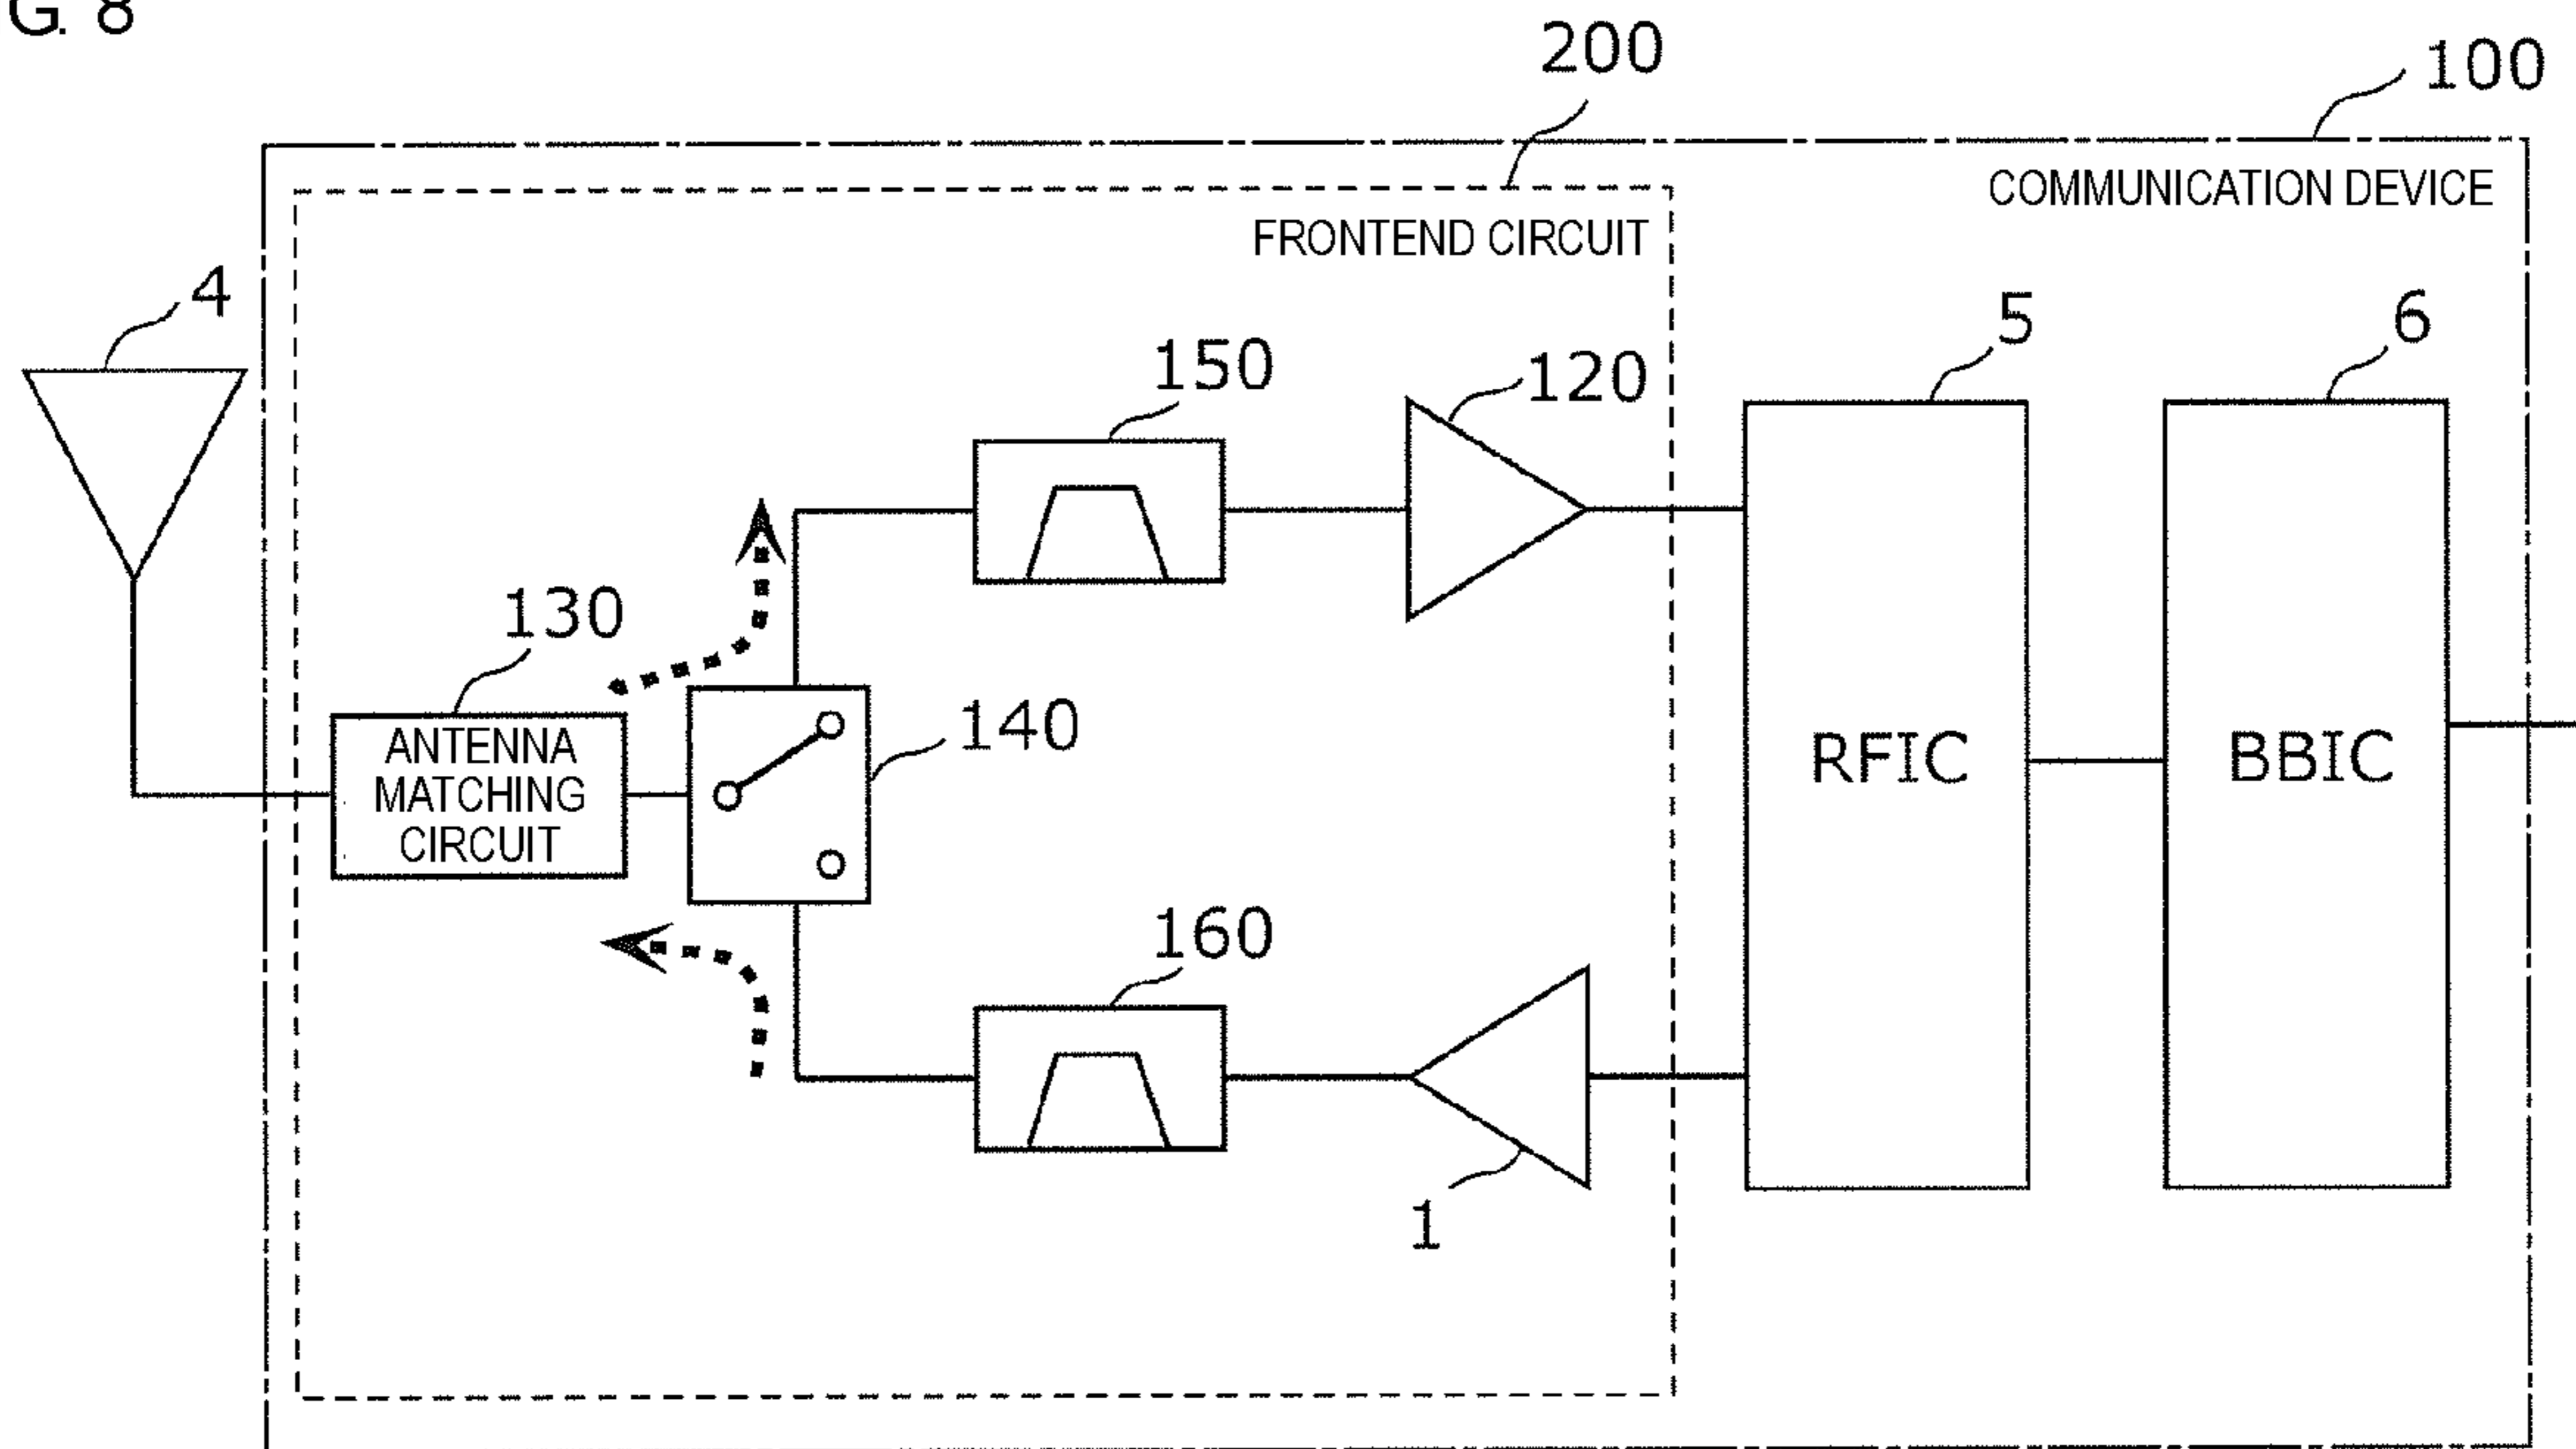 G. 8
200
100
COMMUNICATION DEVICE
FRONTEND CIRCUIT
4
5
6
150
120
130
140
ANTENNA
MATCHING
CIRCUIT
RFIC
BBIC
160
1